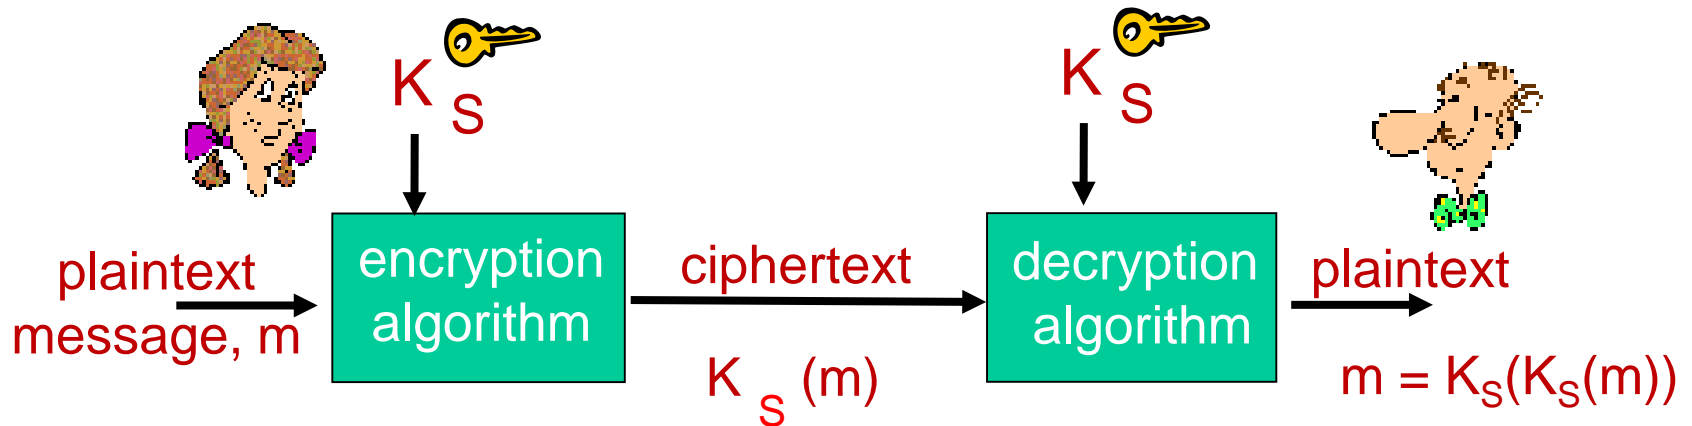 K S
K S
plaintext
message, m
encryption
algorithm
ciphertext
K S (m)
decryption
algorithm
plaintext
m = KS(KS(m))